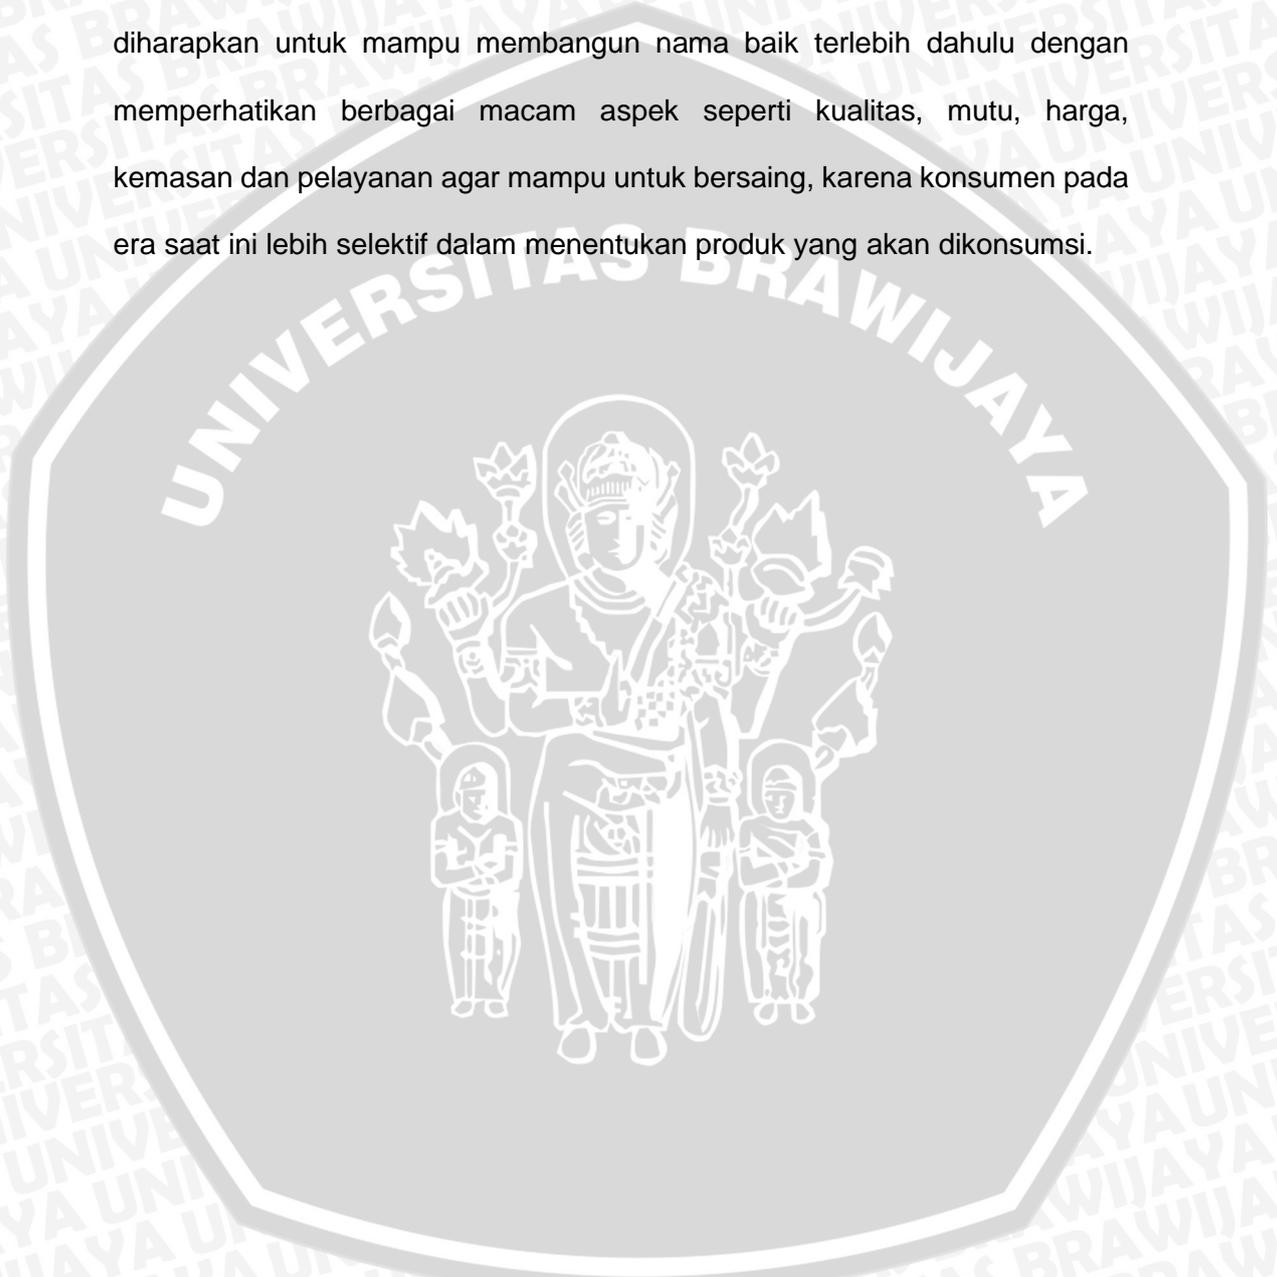 diharapkan untuk mampu membangun nama baik terlebih dahulu dengan
memperhatikan berbagai macam aspek seperti kualitas, mutu, harga,
kemasan dan pelayanan agar mampu untuk bersaing, karena konsumen pada
era saat ini lebih selektif dalam menentukan produk yang akan dikonsumsi.
UNIVERSITAS BRAWIJAYA